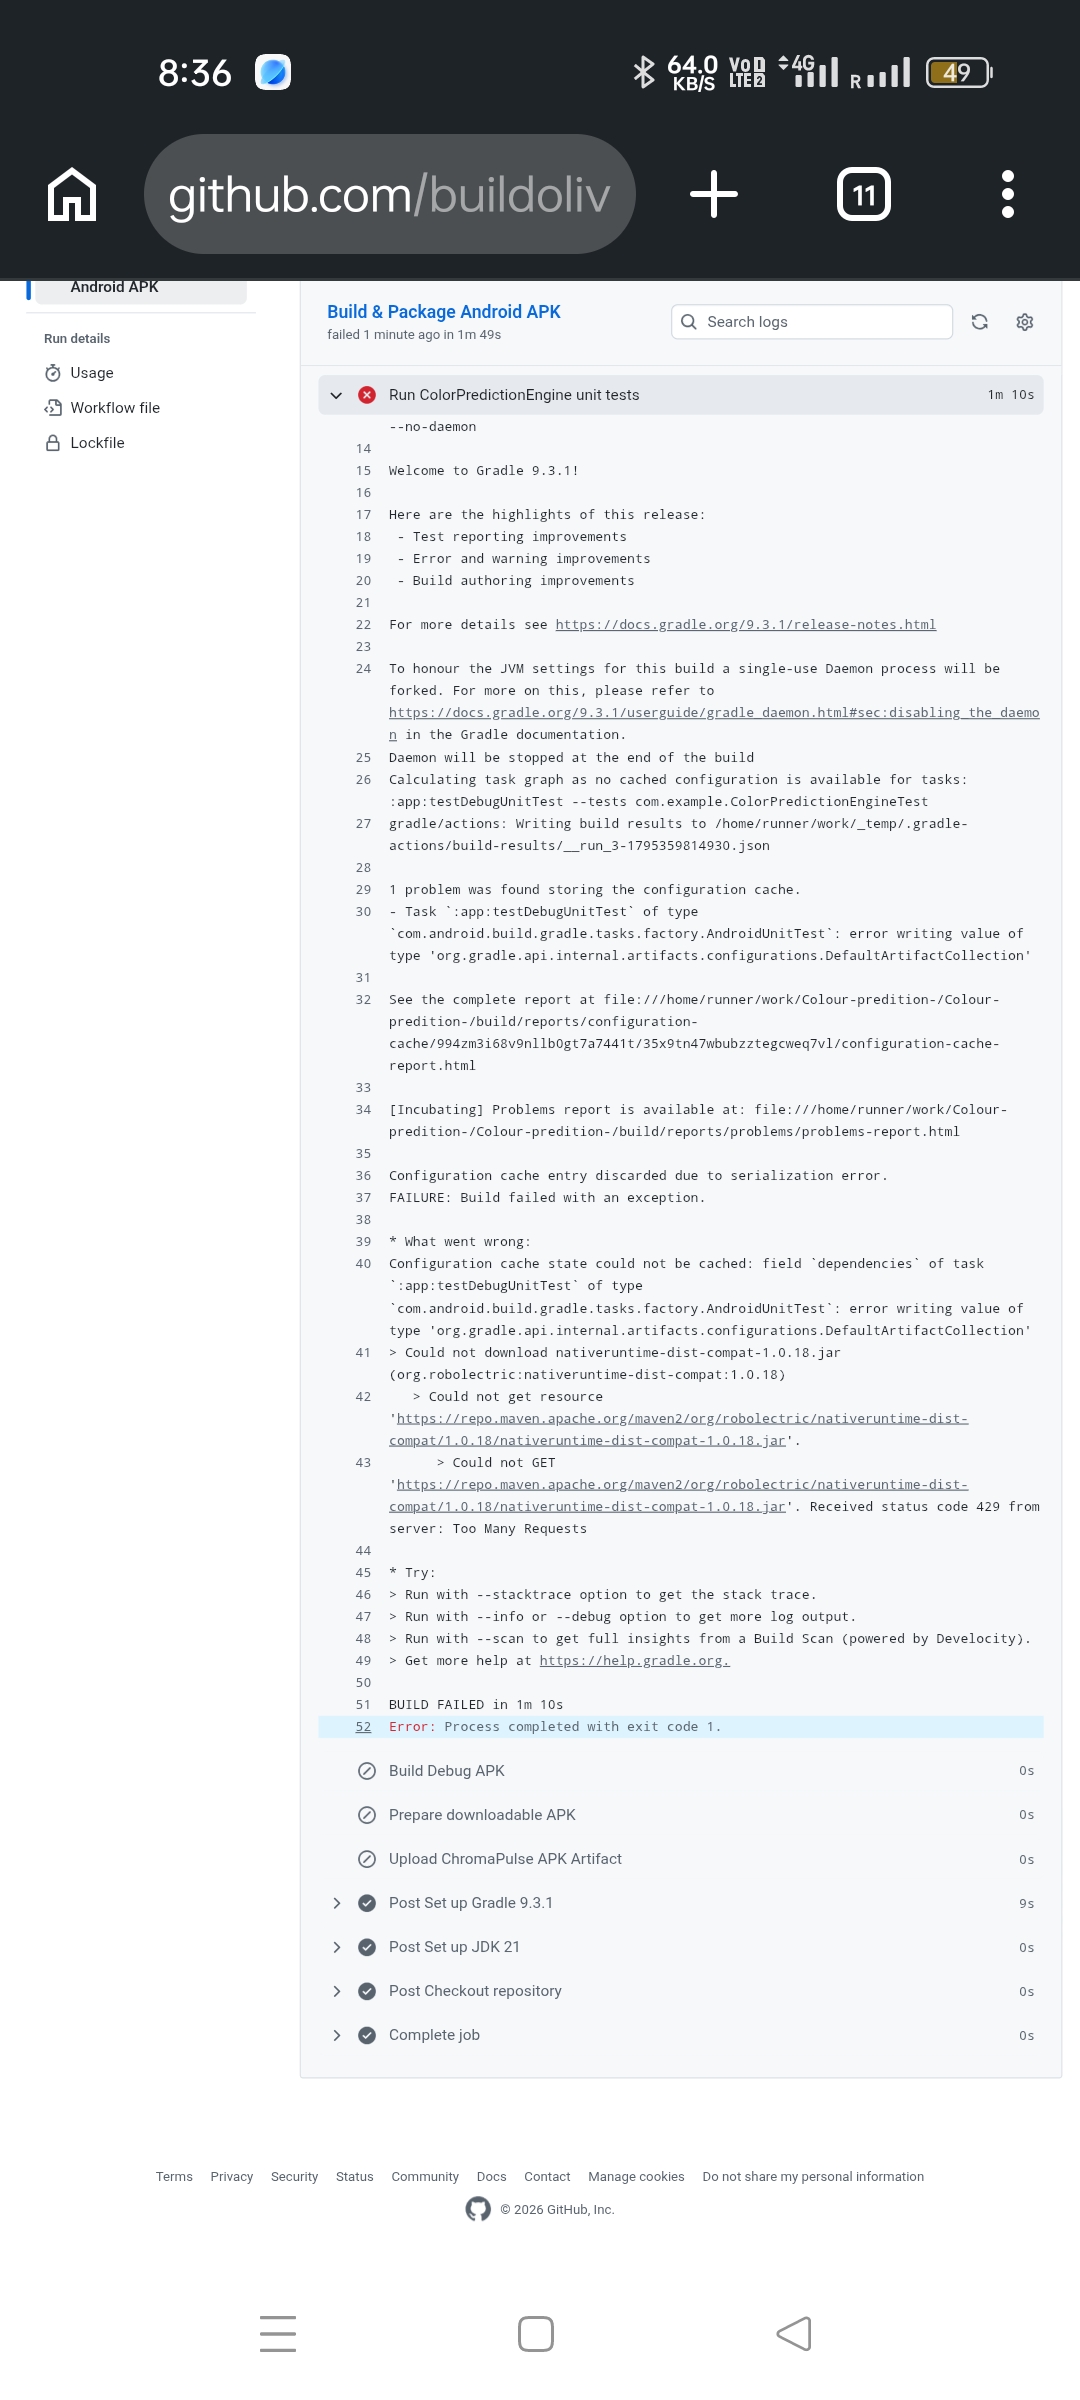 8:36
64.0
KB/S
Vo 1
LTE 2
4G
R
49
github.com/buildoliv
11
Android APK
Run details
Usage
Workflow file
Lockfile
Build & Package Android APK
failed 1 minute ago in 1m 49s
Search logs
Run ColorPredictionEngine unit tests 1m 10s
--no-daemon
14
15 Welcome to Gradle 9.3.1!
16
17 Here are the highlights of this release:
18 - Test reporting improvements
19 - Error and warning improvements
20 - Build authoring improvements
21
22 For more details see https://docs.gradle.org/9.3.1/release-notes.html
23
24 To honour the JVM settings for this build a single-use Daemon process will be
forked. For more on this, please refer to
https://docs.gradle.org/9.3.1/userguide/gradle_daemon.html#sec:disabling_the_daemo
n in the Gradle documentation.
25 Daemon will be stopped at the end of the build
26 Calculating task graph as no cached configuration is available for tasks:
:app:testDebugUnitTest --tests com.example.ColorPredictionEngineTest
27 gradle/actions: Writing build results to /home/runner/work/_temp/.gradle-
actions/build-results/__run_3-1795359814930.json
28
29 1 problem was found storing the configuration cache.
30 - Task `:app:testDebugUnitTest` of type
`com.android.build.gradle.tasks.factory.AndroidUnitTest`: error writing value of
type 'org.gradle.api.internal.artifacts.configurations.DefaultArtifactCollection'
31
32 See the complete report at file:///home/runner/work/Colour-predition-/Colour-
predition-/build/reports/configuration-
cache/994zm3i68v9nllb0gt7a7441t/35x9tn47wbubzztegcweq7vl/configuration-cache-
report.html
33
34 [Incubating] Problems report is available at: file:///home/runner/work/Colour-
predition-/Colour-predition-/build/reports/problems/problems-report.html
35
36 Configuration cache entry discarded due to serialization error.
37 FAILURE: Build failed with an exception.
38
39 * What went wrong:
40 Configuration cache state could not be cached: field `dependencies` of task
`:app:testDebugUnitTest` of type
`com.android.build.gradle.tasks.factory.AndroidUnitTest`: error writing value of
type 'org.gradle.api.internal.artifacts.configurations.DefaultArtifactCollection'
41 > Could not download nativeruntime-dist-compat-1.0.18.jar
(org.robolectric:nativeruntime-dist-compat:1.0.18)
42 > Could not get resource
'https://repo.maven.apache.org/maven2/org/robolectric/nativeruntime-dist-
compat/1.0.18/nativeruntime-dist-compat-1.0.18.jar'.
43 > Could not GET
'https://repo.maven.apache.org/maven2/org/robolectric/nativeruntime-dist-
compat/1.0.18/nativeruntime-dist-compat-1.0.18.jar'. Received status code 429 from
server: Too Many Requests
44
45 * Try:
46 > Run with --stacktrace option to get the stack trace.
47 > Run with --info or --debug option to get more log output.
48 > Run with --scan to get full insights from a Build Scan (powered by Develocity).
49 > Get more help at https://help.gradle.org.
50
51 BUILD FAILED in 1m 10s
52 Error: Process completed with exit code 1.
Build Debug APK 0s
Prepare downloadable APK 0s
Upload ChromaPulse APK Artifact 0s
Post Set up Gradle 9.3.1 9s
Post Set up JDK 21 0s
Post Checkout repository 0s
Complete job 0s
Terms Privacy Security Status Community Docs Contact Manage cookies Do not share my personal information
© 2026 GitHub, Inc.